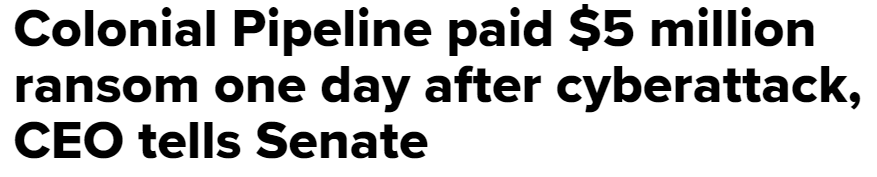 Colonial Pipeline paid $5 million
ransom one day after cyberattack,
CEO tells Senate